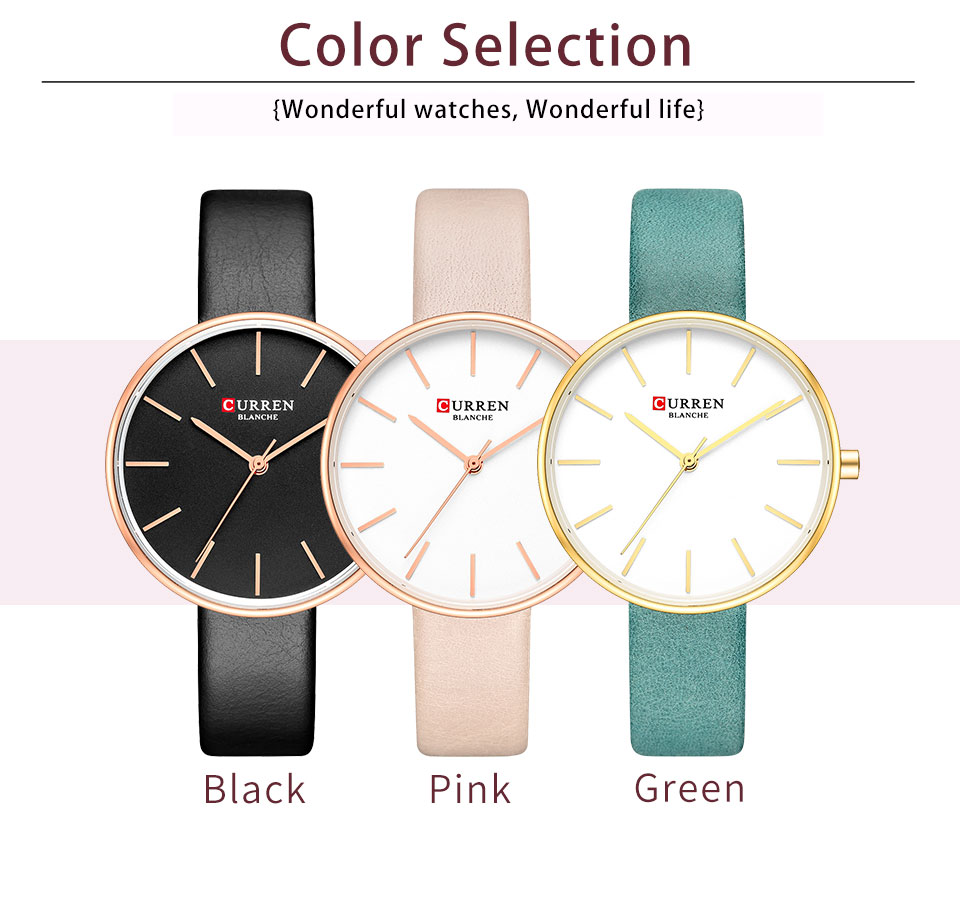 Color Selection
{Wonderful watches, Wonderful life}
CURREN
BLANCHE
CURREN
BLANCHE
CURREN
BLANCHE
Black
Pink
Green